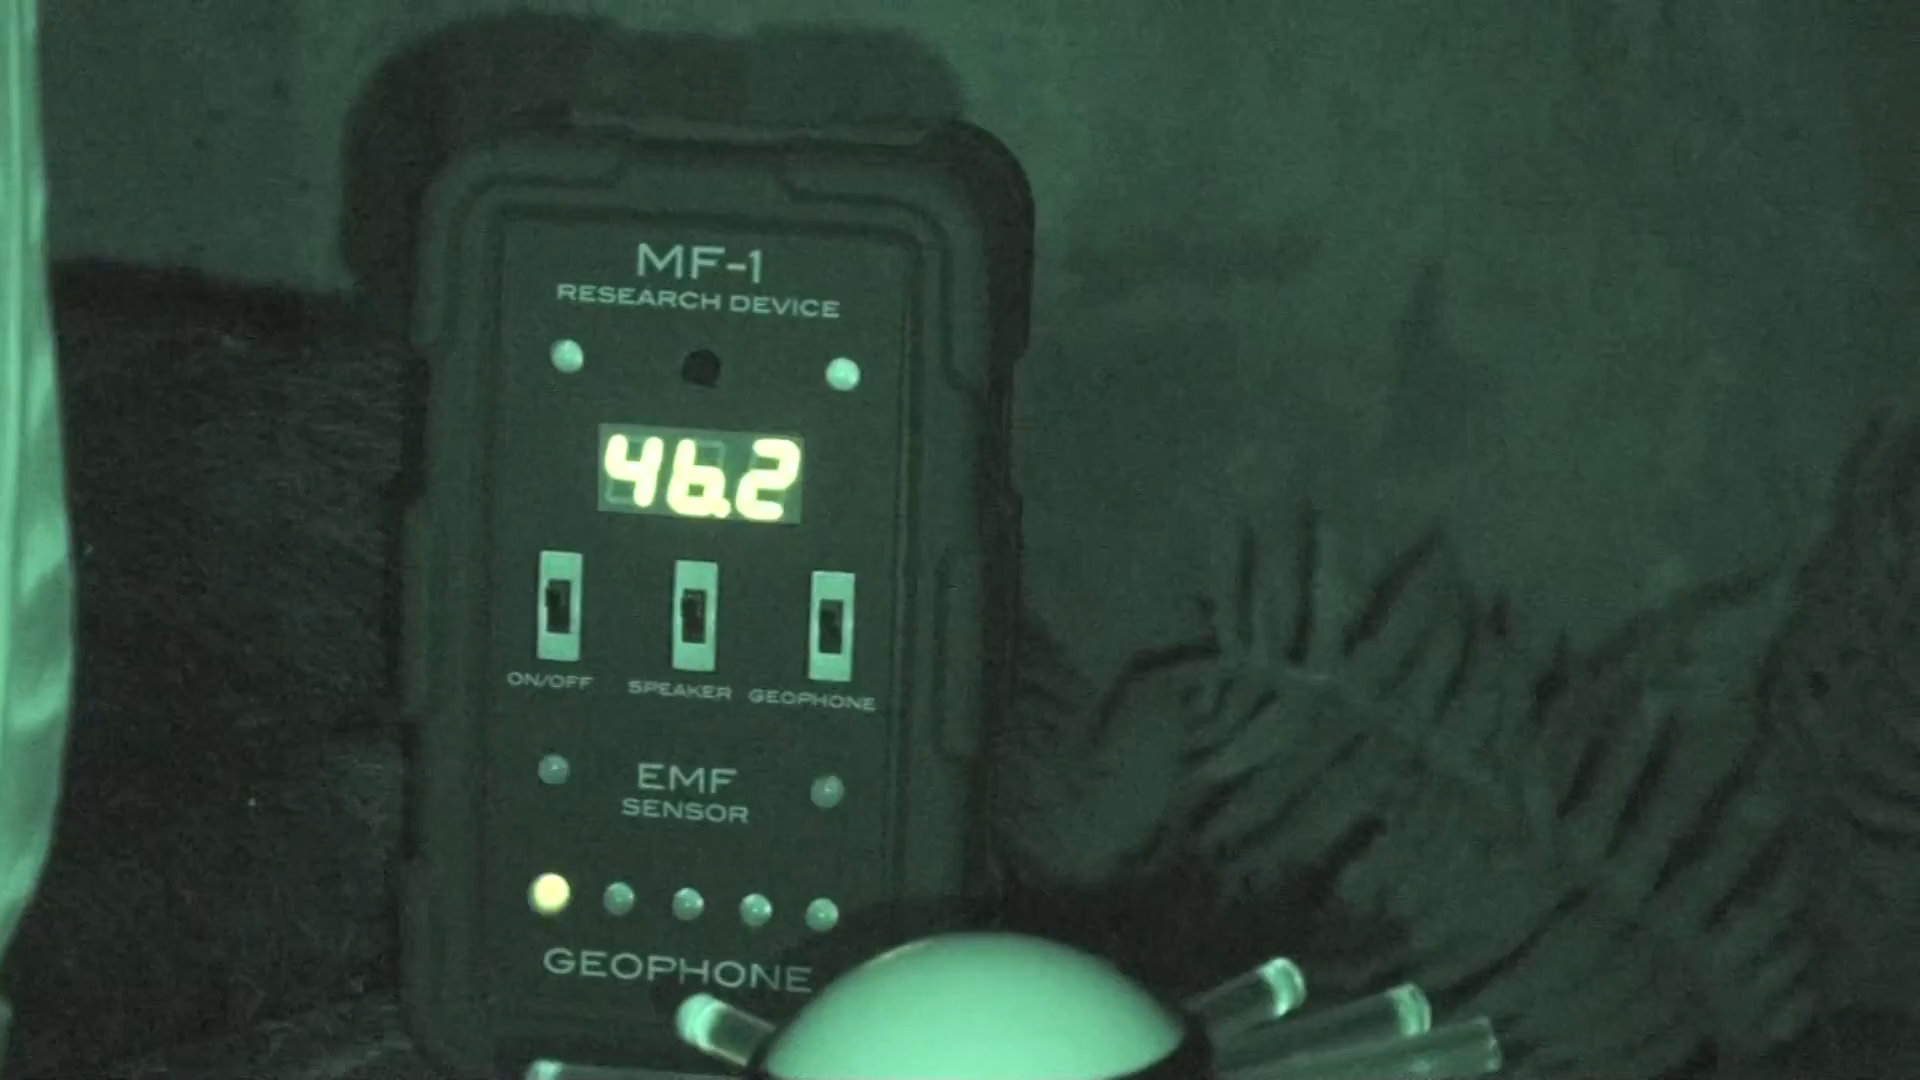 MF-1
RESEARCH DEVICE
46.2
ON/OFF SPEAKER GEOPHONE
EMF
SENSOR
GEOPHONE